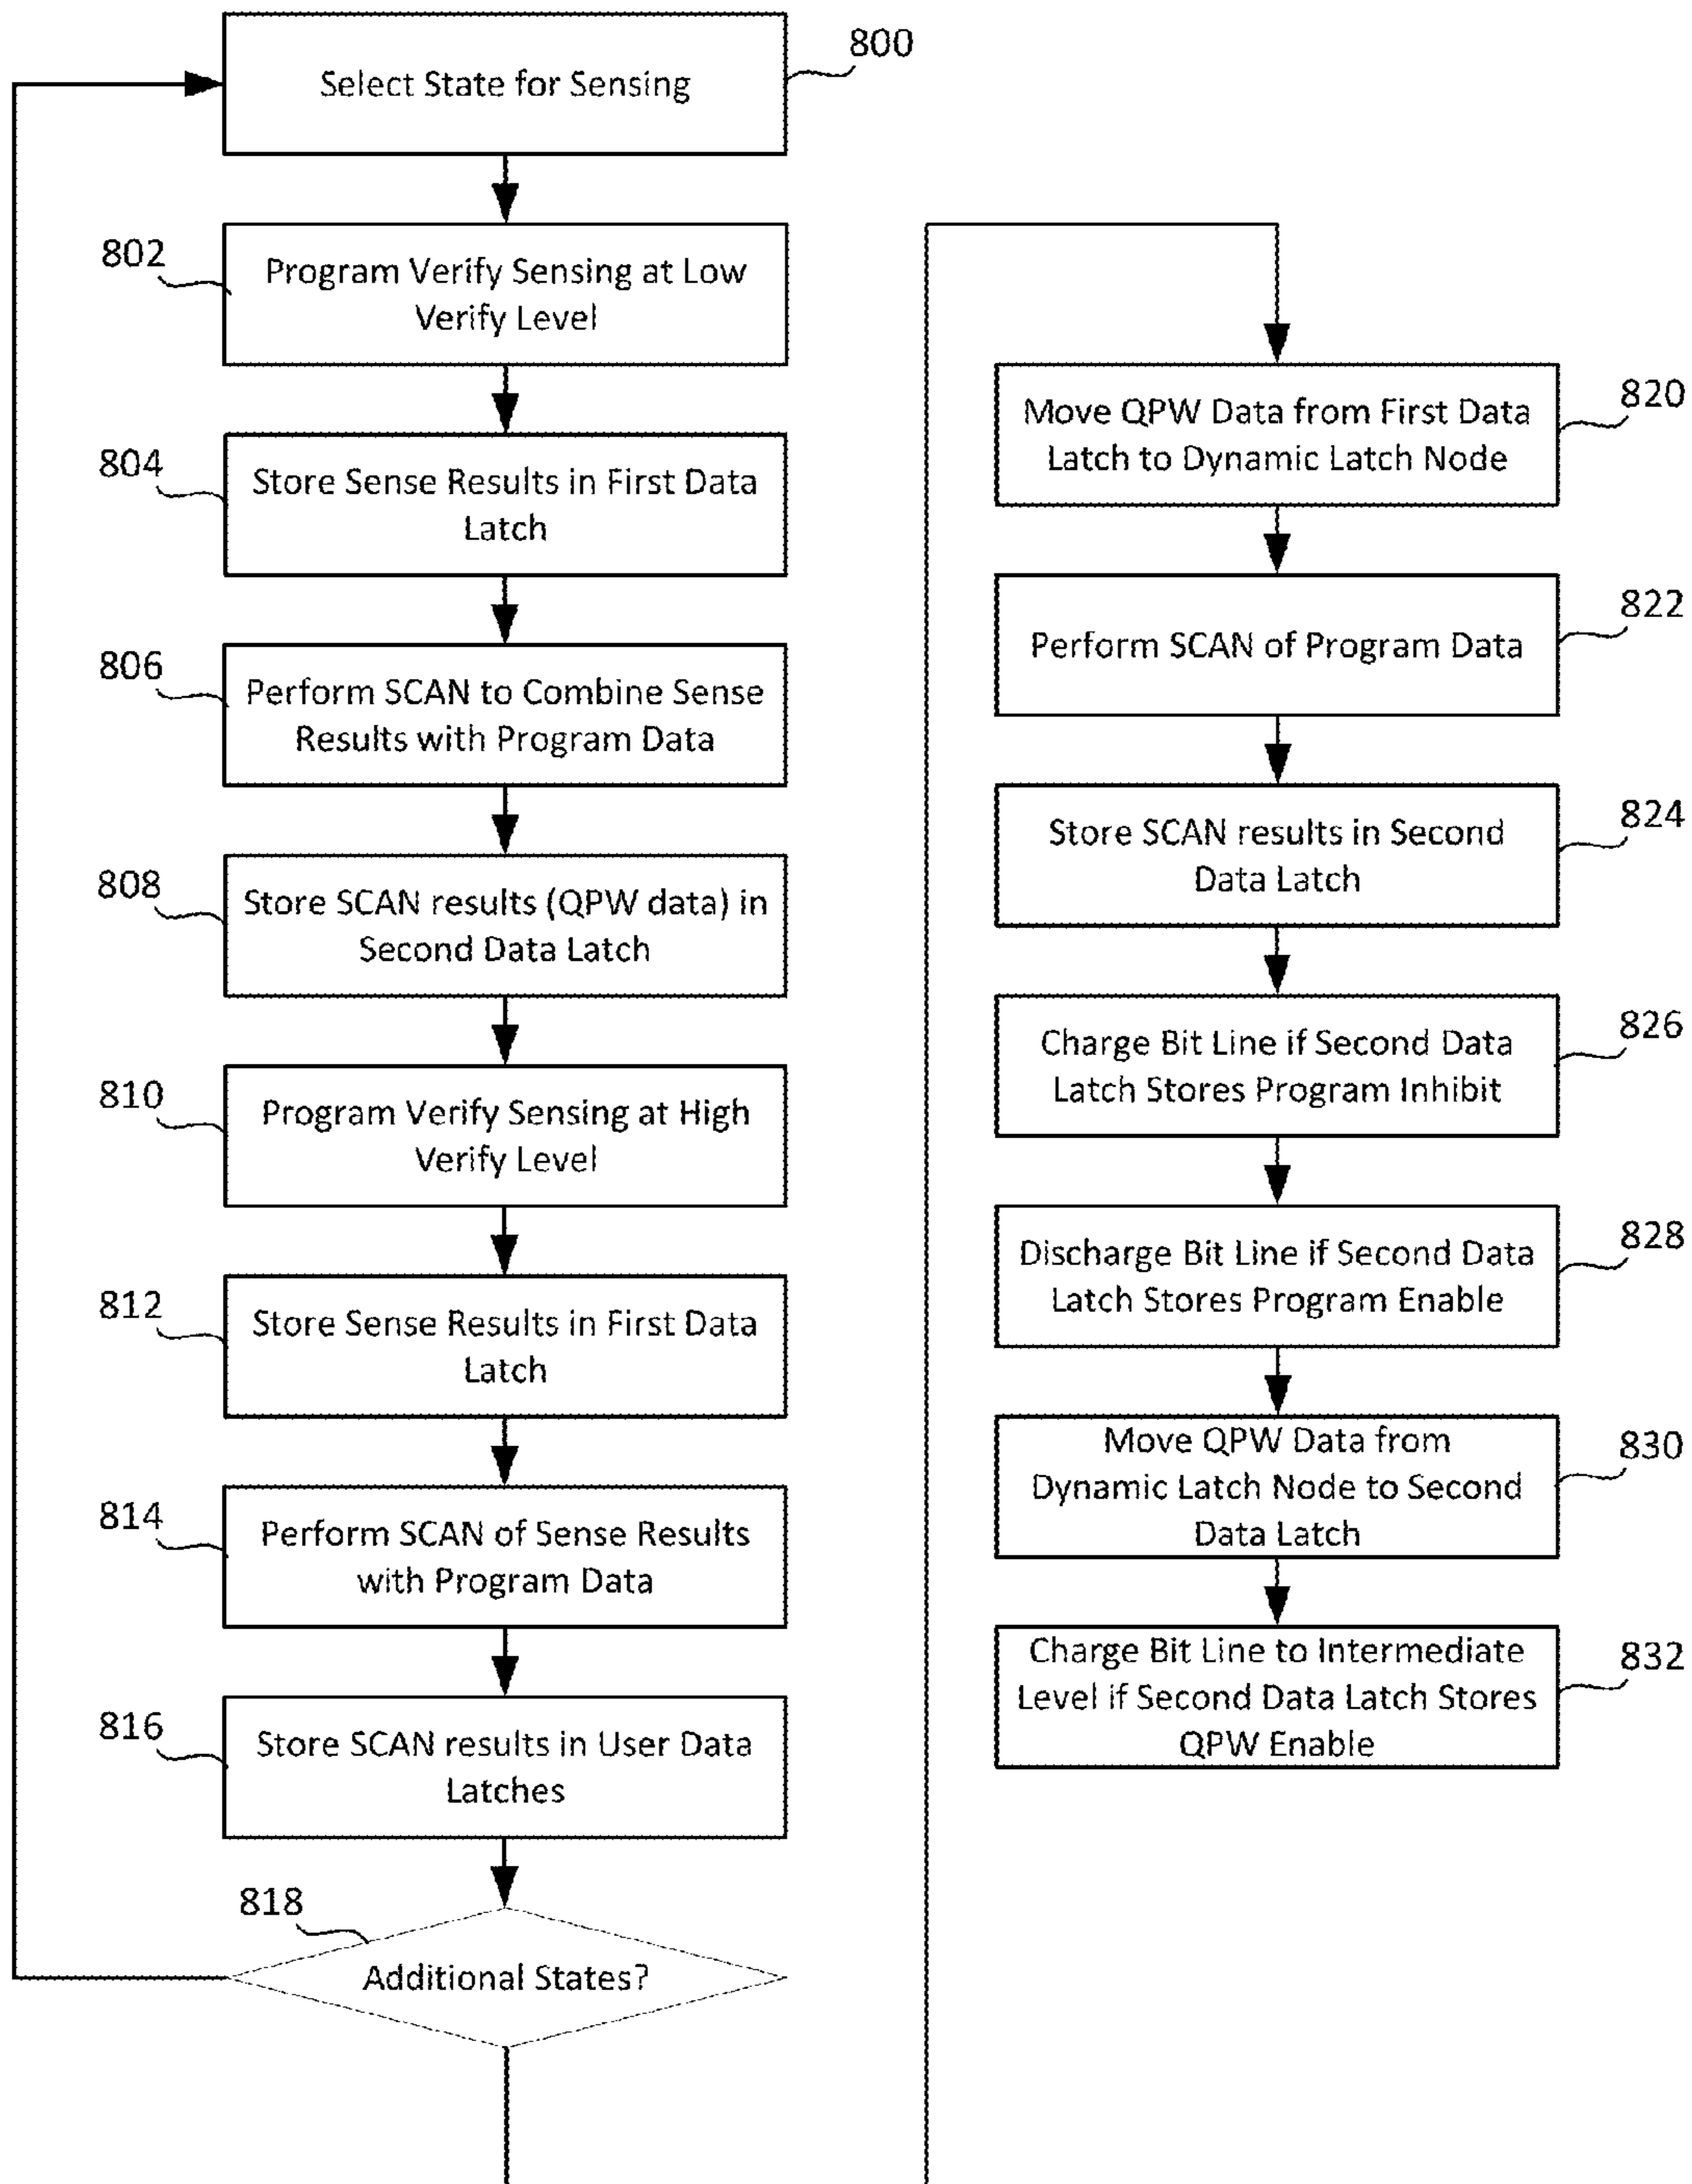 800
Select State for Sensing
802
Program Verify Sensing at Low
Verify Level
804
Store Sense Results in First Data
Latch
806
Perform SCAN to Combine Sense
Results with Program Data
808
Store SCAN results (QPW data) in
Second Data Latch
810
Program Verify Sensing at High
Verify Level
812
Store Sense Results in First Data
Latch
814
Perform SCAN of Sense Results
with Program Data
816
Store SCAN results in User Data
Latches
818
Additional States?
820
Move QPW Data from First Data
Latch to Dynamic Latch Node
822
Perform SCAN of Program Data
824
Store SCAN results in Second
Data Latch
826
Charge Bit Line if Second Data
Latch Stores Program Inhibit
828
Discharge Bit Line if Second Data
Latch Stores Program Enable
830
Move QPW Data from
Dynamic Latch Node to Second
Data Latch
832
Charge Bit Line to Intermediate
Level if Second Data Latch Stores
QPW Enable